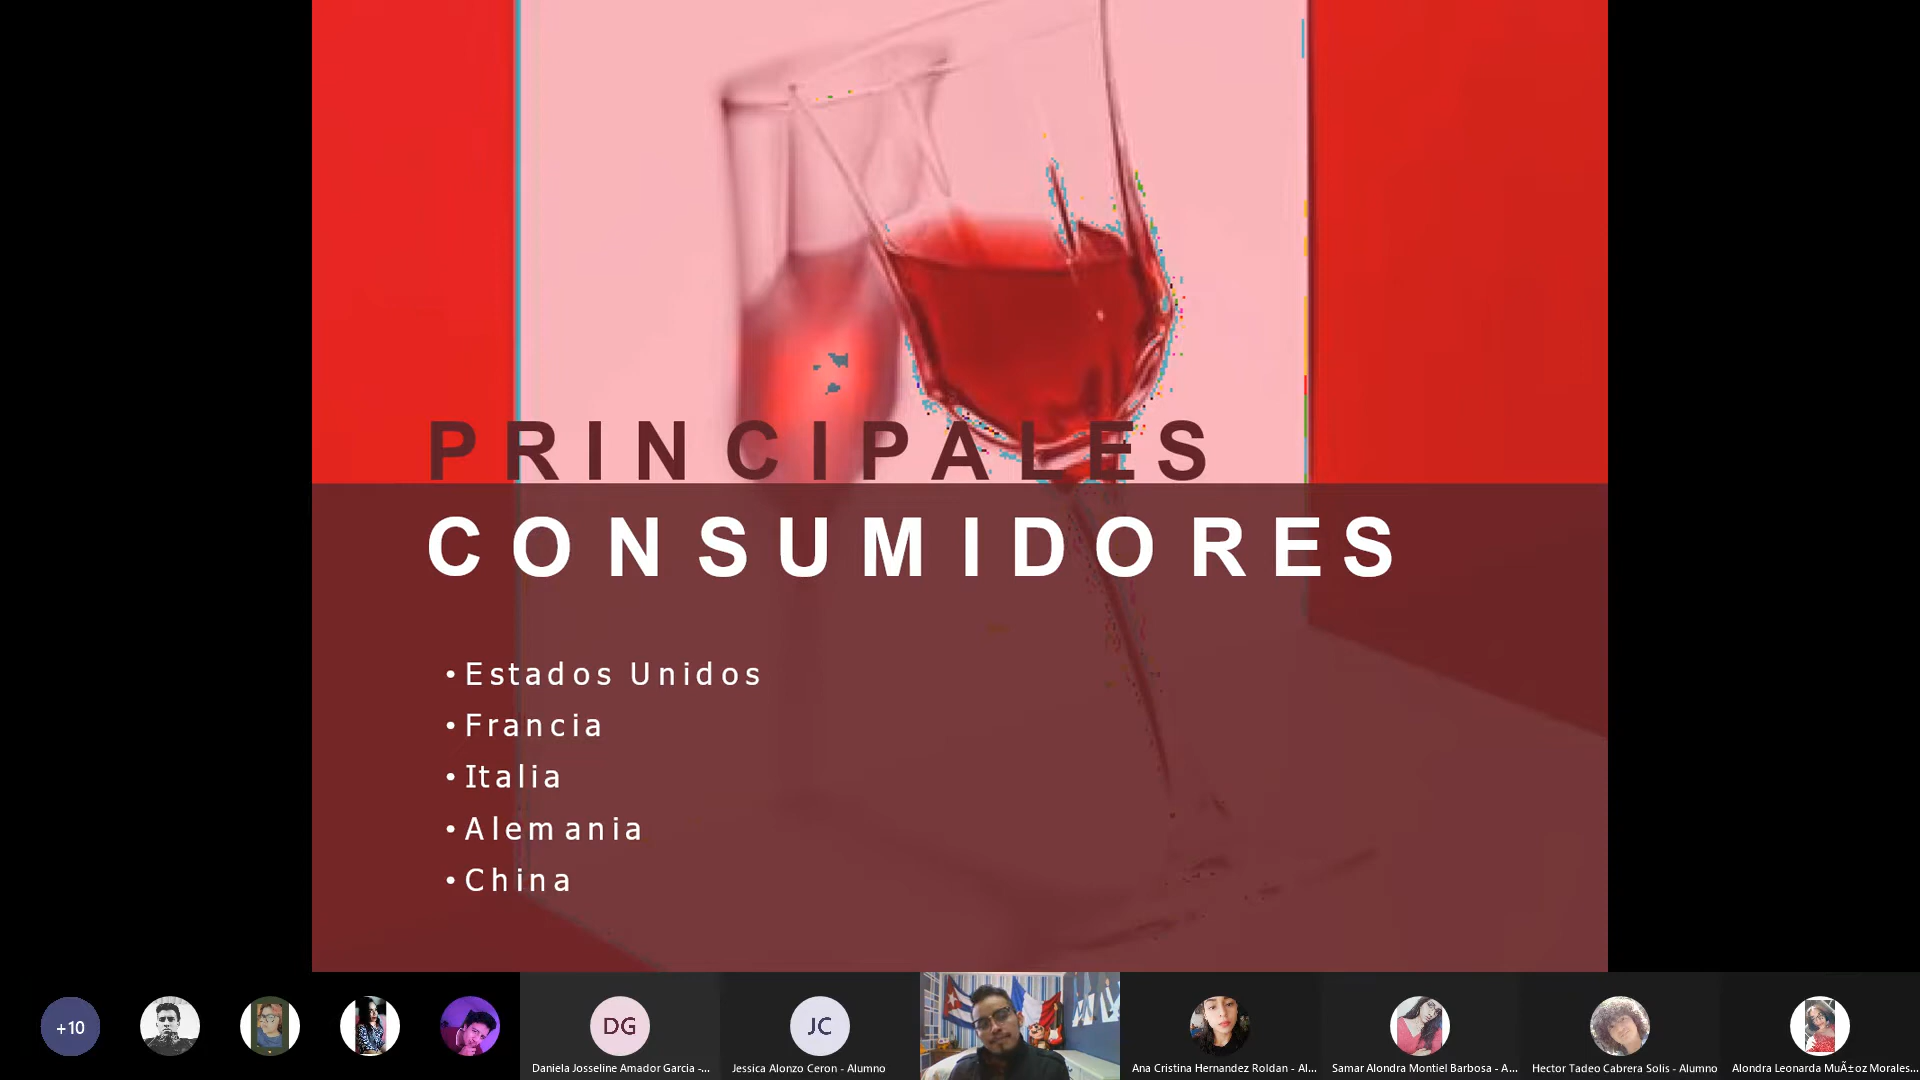 PRINCIPALES
CONSUMIDORES
• Estados Unidos
• Francia
• Italia
• Alemania
• China
+10
DG
JC
Daniela Josseline Amador Garcia -...
Jessica Alonzo Ceron - Alumno
Ana Cristina Hernandez Roldan - Al...
Samar Alondra Montiel Barbosa - A...
Hector Tadeo Cabrera Solis - Alumno
Alondra Leonarda MuÃ±oz Morales...